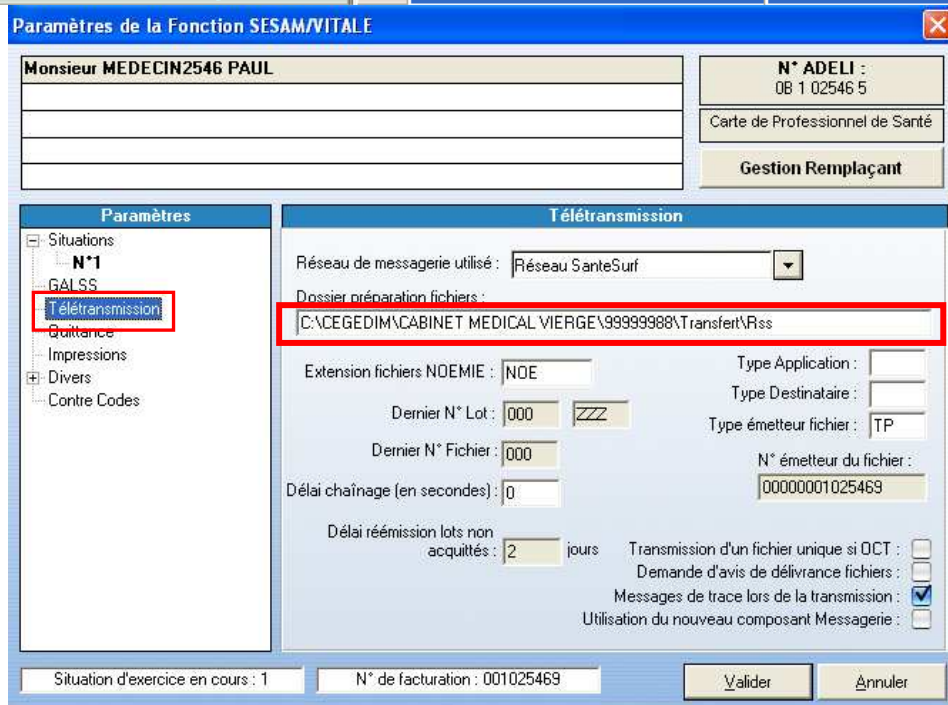 Paramètres de la Fonction SESAM/VITALE
Monsieur MEDECIN2546 PAUL
N° ADELI :
0B 1 02546 5
Carte de Professionnel de Santé
Gestion Remplaçant
Paramètres
Situations
N°1
GALSS
Télétransmission
Quittance
Impressions
Divers
Contre Codes
Télétransmission
Réseau de messagerie utilisé : Réseau SanteSurf
Dossier préparation fichiers :
C:\CEGEDIM\CABINET MEDICAL VIERGE\99999988\Transfert\Rss
Extension fichiers NOEMIE : NOE
Dernier N° Lot : 000 ZZZ
Dernier N° Fichier : 000
Délai chaînage (en secondes) : 0
Délai réémission lots non
acquittés : 2 jours
Type Application :
Type Destinataire :
Type émetteur fichier : TP
N° émetteur du fichier :
00000001025469
Transmission d'un fichier unique si OCT :
Demande d'avis de délivrance fichiers :
Messages de trace lors de la transmission :
Utilisation du nouveau composant Messagerie :
Situation d'exercice en cours : 1
N° de facturation : 001025469
Valider
Annuler